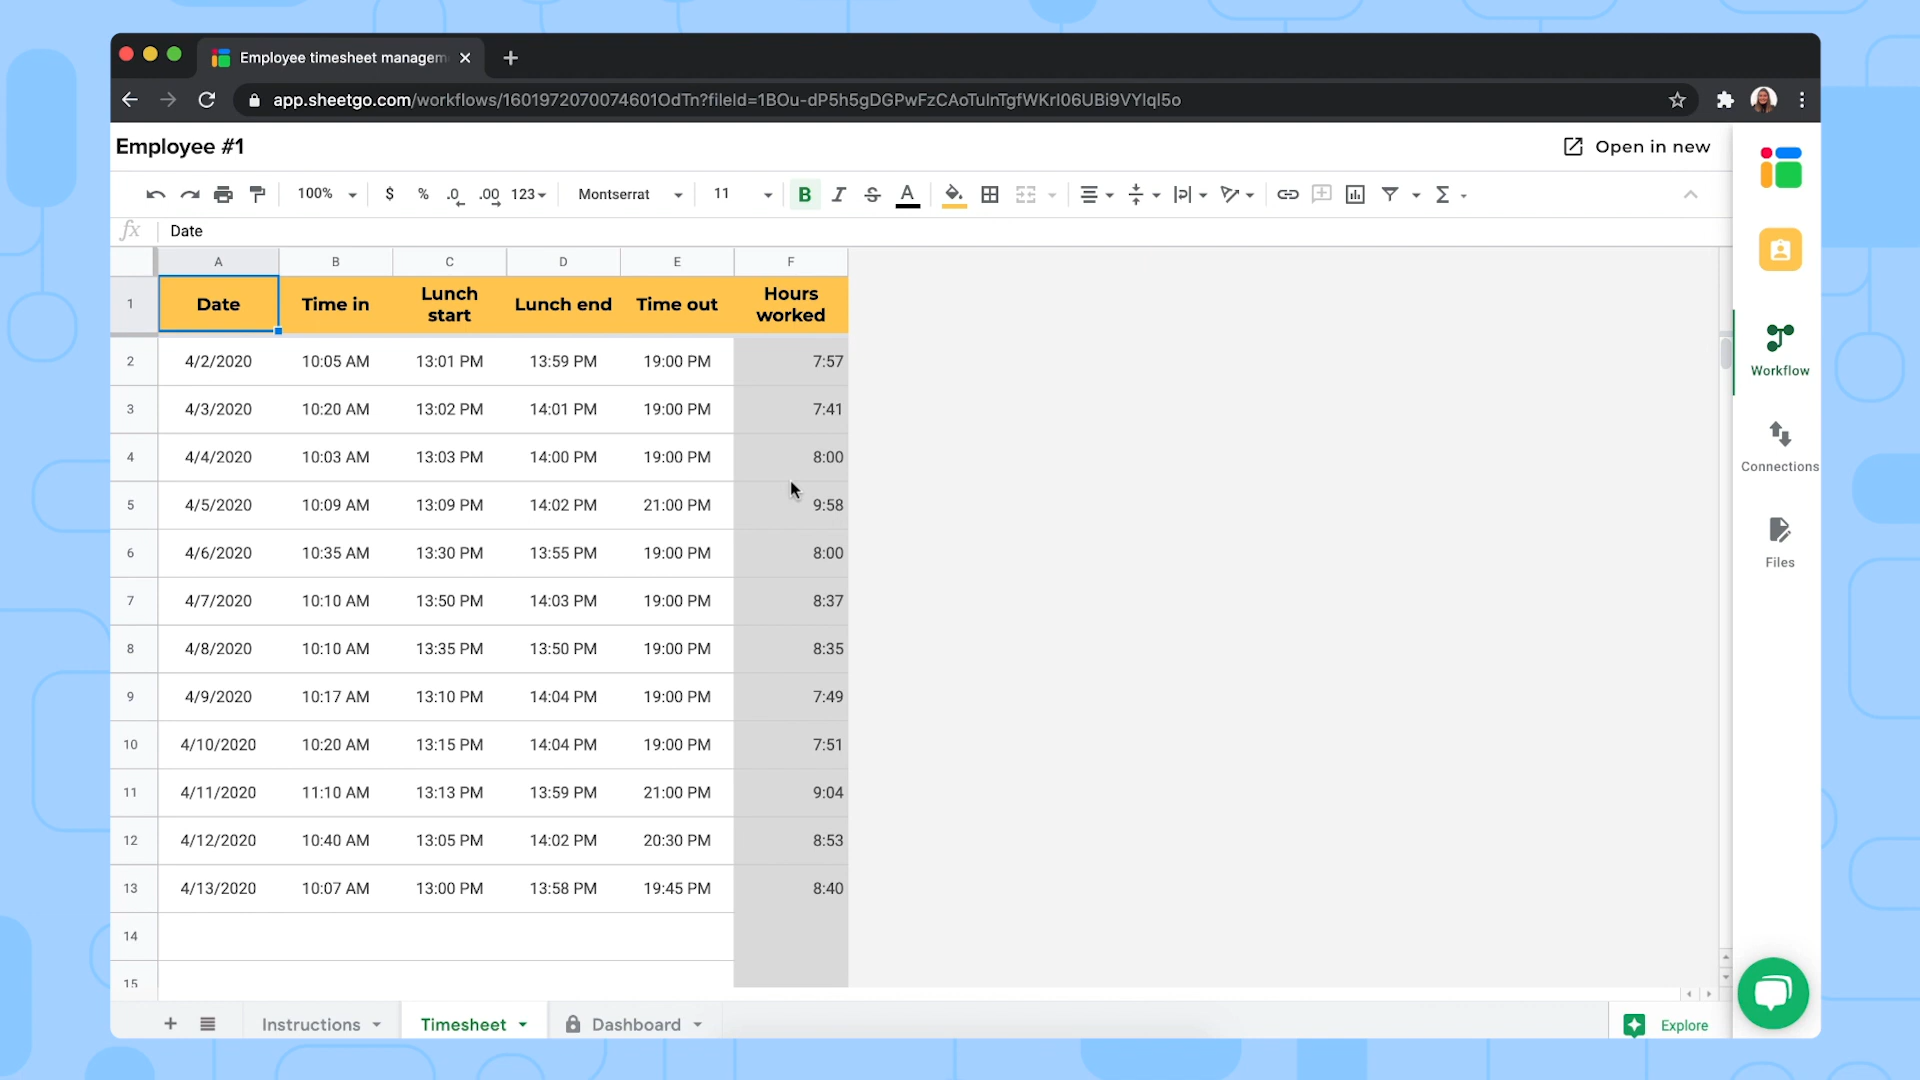 Employee timesheet managem
app.sheetgo.com/workflows/1601972070074601OdTn?fileId=1BOu-dP5h5gDGPwFzCAoTulnTgfWKrI06UBi9VYlql5o
Employee #1
Open in new
100% $ % .0 .00 123 Montserrat 11 B I S A
fx Date
A B C D E F
1 Date Time in Lunch start Lunch end Time out Hours worked
2 4/2/2020 10:05 AM 13:01 PM 13:59 PM 19:00 PM 7:57
3 4/3/2020 10:20 AM 13:02 PM 14:01 PM 19:00 PM 7:41
4 4/4/2020 10:03 AM 13:03 PM 14:00 PM 19:00 PM 8:00
5 4/5/2020 10:09 AM 13:09 PM 14:02 PM 21:00 PM 9:58
6 4/6/2020 10:35 AM 13:30 PM 13:55 PM 19:00 PM 8:00
7 4/7/2020 10:10 AM 13:50 PM 14:03 PM 19:00 PM 8:37
8 4/8/2020 10:10 AM 13:35 PM 13:50 PM 19:00 PM 8:35
9 4/9/2020 10:17 AM 13:10 PM 14:04 PM 19:00 PM 7:49
10 4/10/2020 10:20 AM 13:15 PM 14:04 PM 19:00 PM 7:51
11 4/11/2020 11:10 AM 13:13 PM 13:59 PM 21:00 PM 9:04
12 4/12/2020 10:40 AM 13:05 PM 14:02 PM 20:30 PM 8:53
13 4/13/2020 10:07 AM 13:00 PM 13:58 PM 19:45 PM 8:40
14
15
Instructions Timesheet Dashboard
Explore
Workflow
Connections
Files